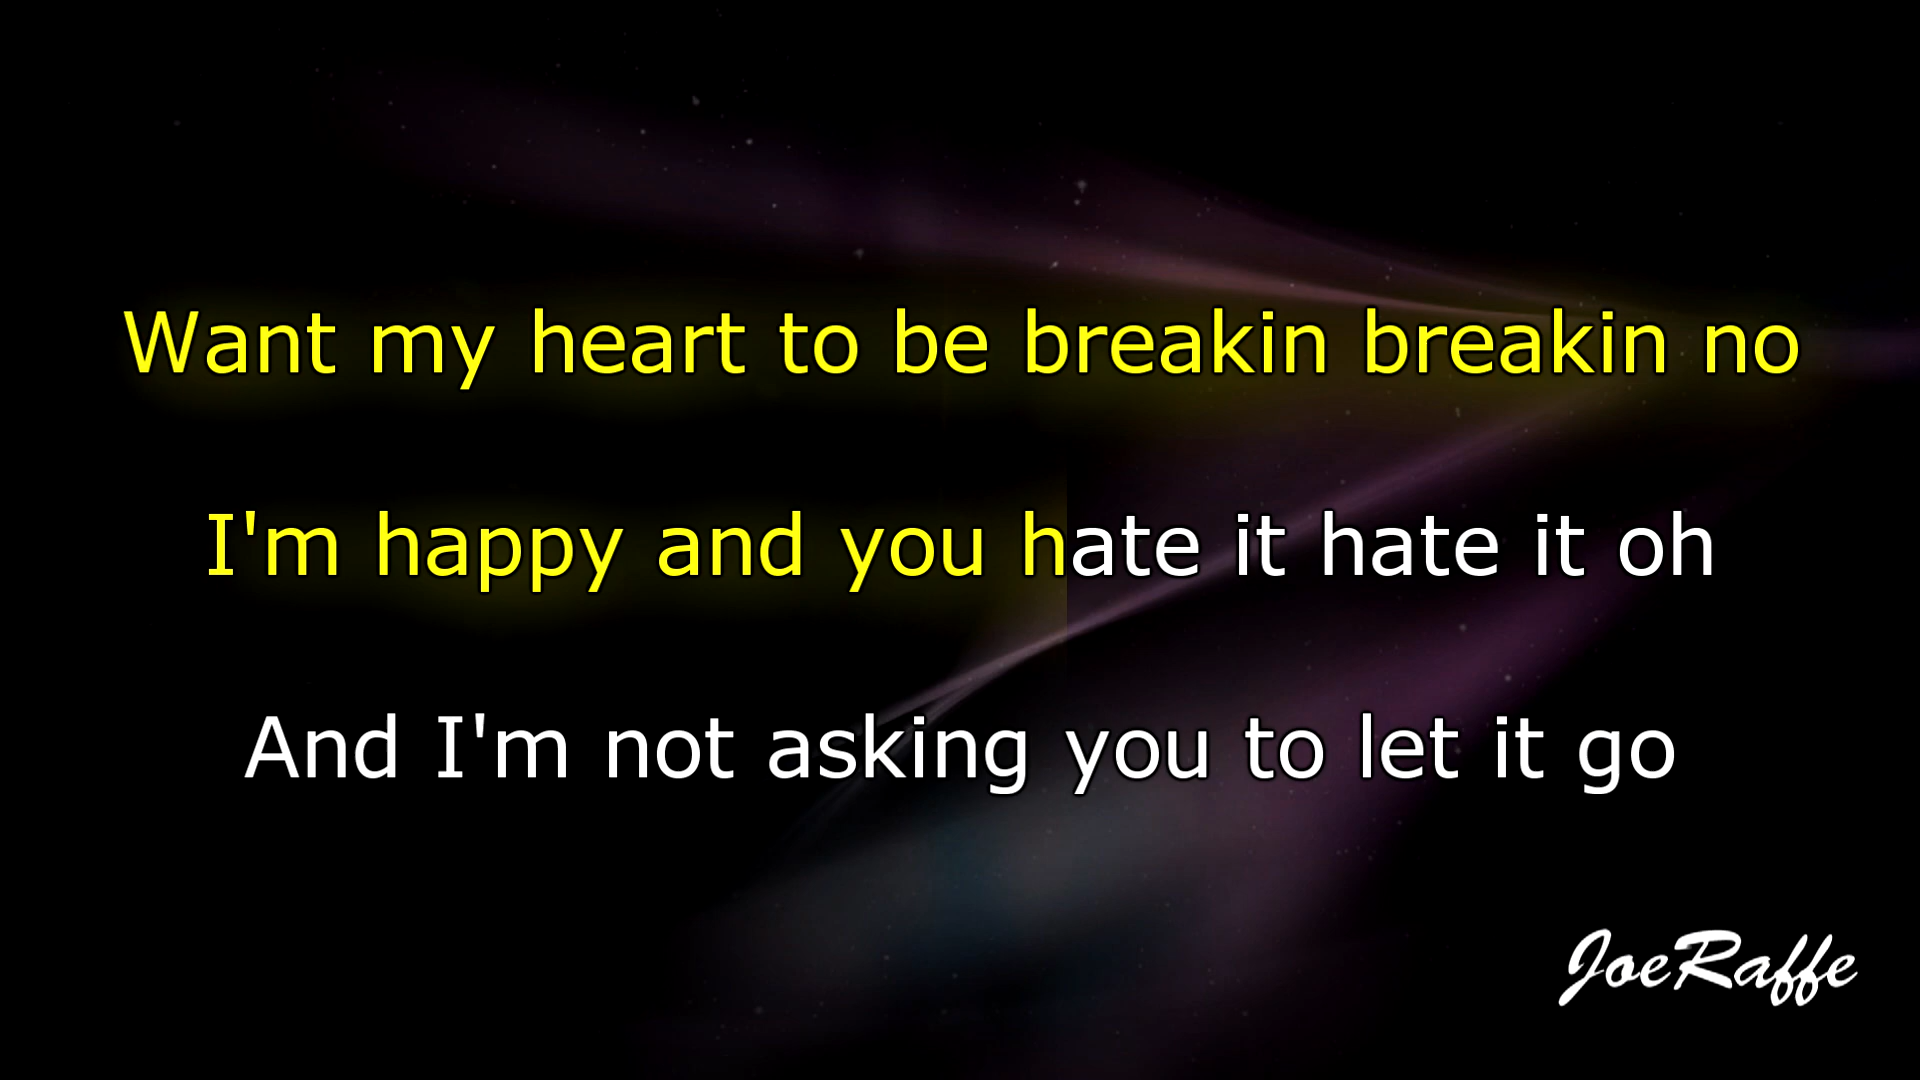 Want my heart to be breakin breakin no
I'm happy and you hate it hate it oh
And I'm not asking you to let it go
JoeRaffe